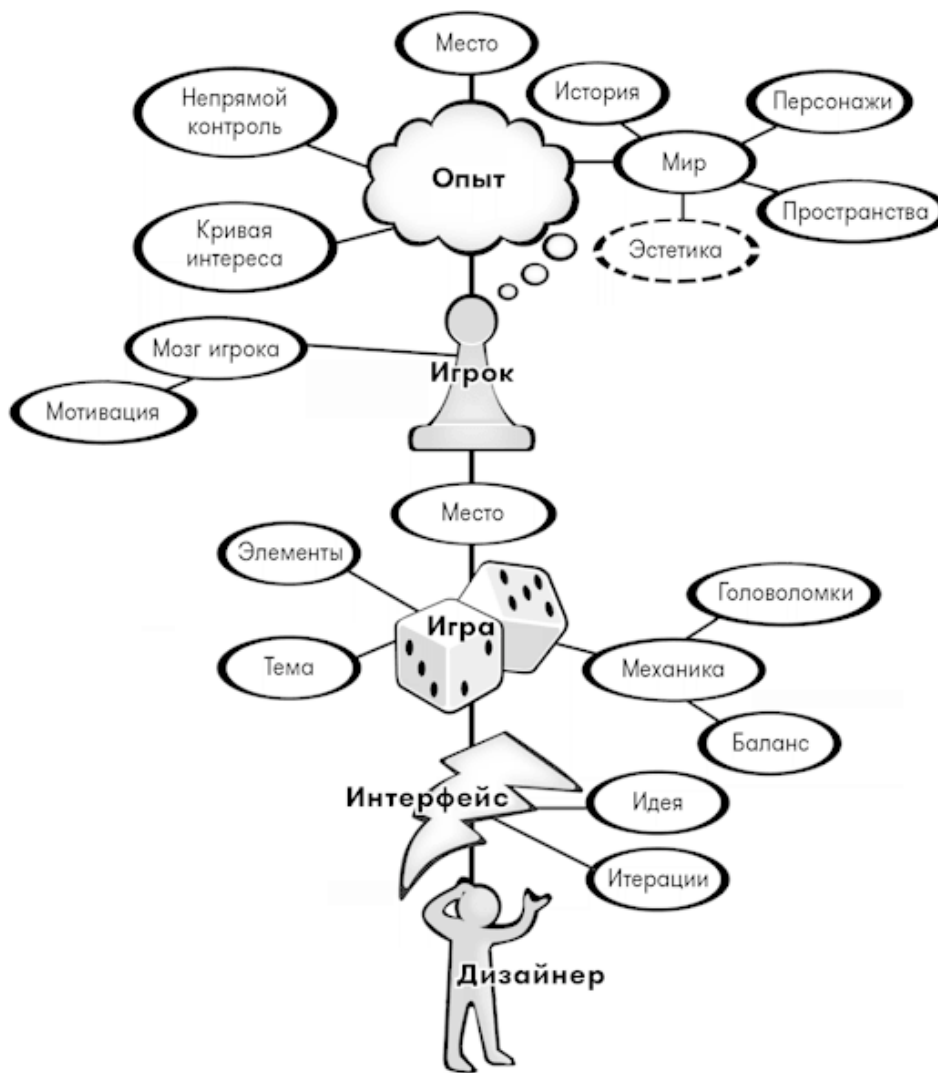 Место
История
Персонажи
Непрямой
контроль
Мир
Опыт
Пространства
Кривая
интереса
Эстетика
Мозг игрока
Игрок
Мотивация
Место
Элементы
Головоломки
Игра
Тема
Механика
Баланс
Интерфейс
Идея
Итерации
Дизайнер